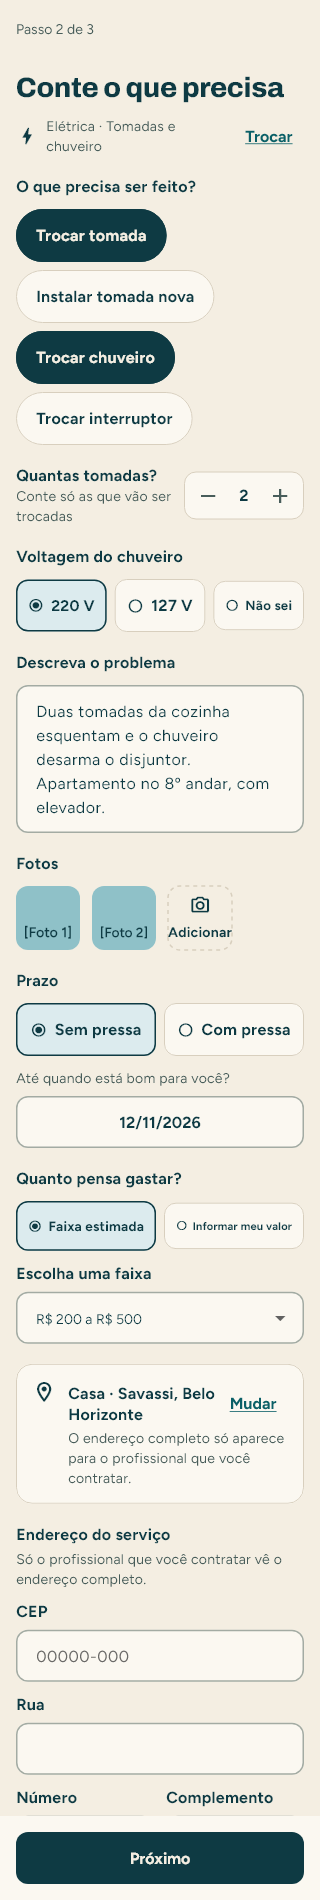 Passo 2 de 3
Conte o que precisa
Elétrica · Tomadas e
chuveiro
Trocar
O que precisa ser feito?
Trocar tomada
Instalar tomada nova
Trocar chuveiro
Trocar interruptor
Quantas tomadas?
Conte só as que vão ser
trocadas
2
Voltagem do chuveiro
220 V
127 V
Não sei
Descreva o problema
Duas tomadas da cozinha
esquentam e o chuveiro
desarma o disjuntor.
Apartamento no 8º andar, com
elevador.
Fotos
[Foto 1]
[Foto 2]
Adicionar
Prazo
Sem pressa
Com pressa
Até quando está bom para você?
12/11/2026
Quanto pensa gastar?
Faixa estimada
Informar meu valor
Escolha uma faixa
R$ 200 a R$ 500
Casa · Savassi, Belo
Horizonte
Mudar
O endereço completo só aparece
para o profissional que você
contratar.
Endereço do serviço
Só o profissional que você contratar vê o
endereço completo.
CEP
00000-000
Rua
Número
Complemento
Próximo